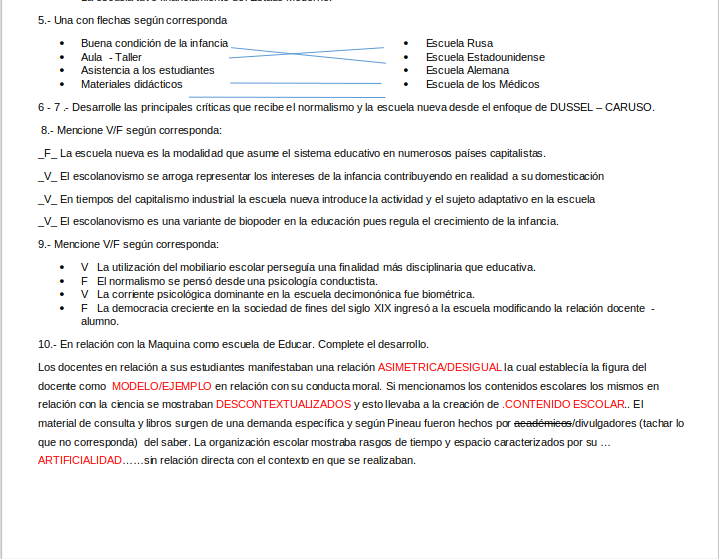 5.- Una con flechas según corresponda
• Buena condición de la infancia
• Aula - Taller
• Asistencia a los estudiantes
• Materiales didácticos
• Escuela Rusa
• Escuela Estadounidense
• Escuela Alemana
• Escuela de los Médicos
6 - 7 .- Desarrolle las principales críticas que recibe el normalismo y la escuela nueva desde el enfoque de DUSSEL – CARUSO.
8.- Mencione V/F según corresponda:
_F_ La escuela nueva es la modalidad que asume el sistema educativo en numerosos países capitalistas.
_V_ El escolanovismo se arroga representar los intereses de la infancia contribuyendo en realidad a su domesticación
_V_ En tiempos del capitalismo industrial la escuela nueva introduce la actividad y el sujeto adaptativo en la escuela
_V_ El escolanovismo es una variante de biopoder en la educación pues regula el crecimiento de la infancia.
9.- Mencione V/F según corresponda:
• V La utilización del mobiliario escolar perseguía una finalidad más disciplinaria que educativa.
• F El normalismo se pensó desde una psicología conductista.
• V La corriente psicológica dominante en la escuela decimonónica fue biométrica.
• F La democracia creciente en la sociedad de fines del siglo XIX ingresó a la escuela modificando la relación docente -
alumno.
10.- En relación con la Maquina como escuela de Educar. Complete el desarrollo.
Los docentes en relación a sus estudiantes manifestaban una relación ASIMETRICA/DESIGUAL la cual establecía la figura del
docente como MODELO/EJEMPLO en relación con su conducta moral. Si mencionamos los contenidos escolares los mismos en
relación con la ciencia se mostraban DESCONTEXTUALIZADOS y esto llevaba a la creación de .CONTENIDO ESCOLAR.. El
material de consulta y libros surgen de una demanda específica y según Pineau fueron hechos por académicos/divulgadores (tachar lo
que no corresponda) del saber. La organización escolar mostraba rasgos de tiempo y espacio caracterizados por su …
ARTIFICIALIDAD……sin relación directa con el contexto en que se realizaban.